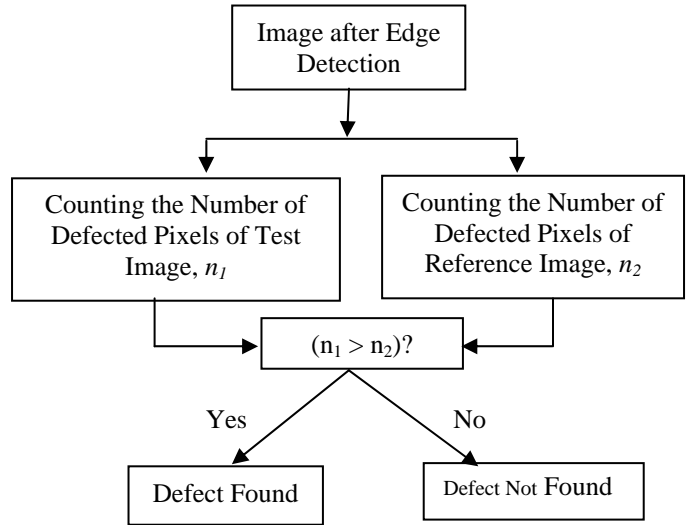 Image after Edge
Detection
Counting the Number of
Defected Pixels of Test
Image, n₁
Counting the Number of
Defected Pixels of
Reference Image, n₂
(n₁ > n₂)?
Yes
No
Defect Found
Defect Not Found